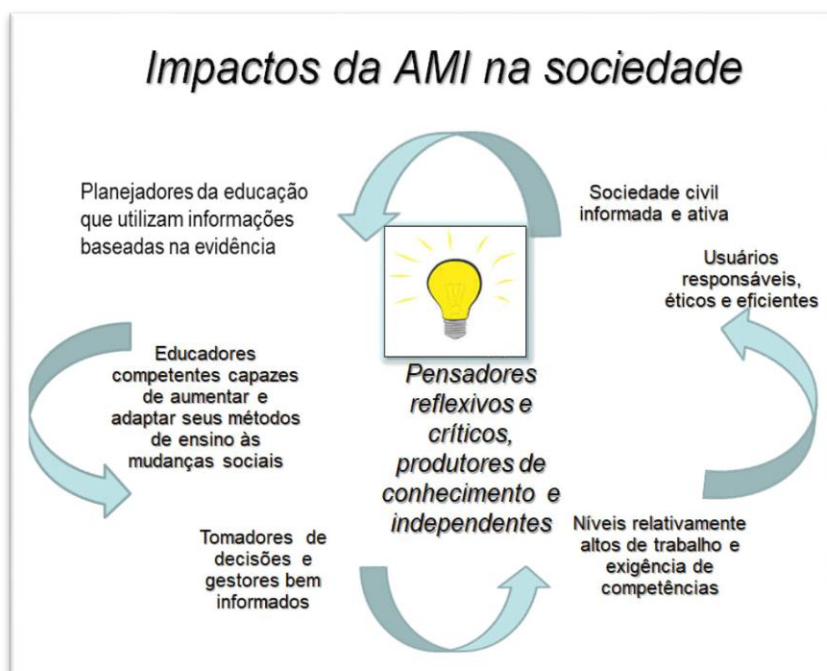 Impactos da AMI na sociedade
Planejadores da educação
que utilizam informações
baseadas na evidência
Sociedade civil
informada e ativa
Usuários
responsáveis,
éticos e eficientes
Educadores
competentes capazes
de aumentar e
adaptar seus métodos
de ensino às
mudanças sociais
Pensadores
reflexivos e
críticos,
produtores de
conhecimento e
independentes
Tomadores de
decisões e
gestores bem
informados
Níveis relativamente
altos de trabalho e
exigência de
competências